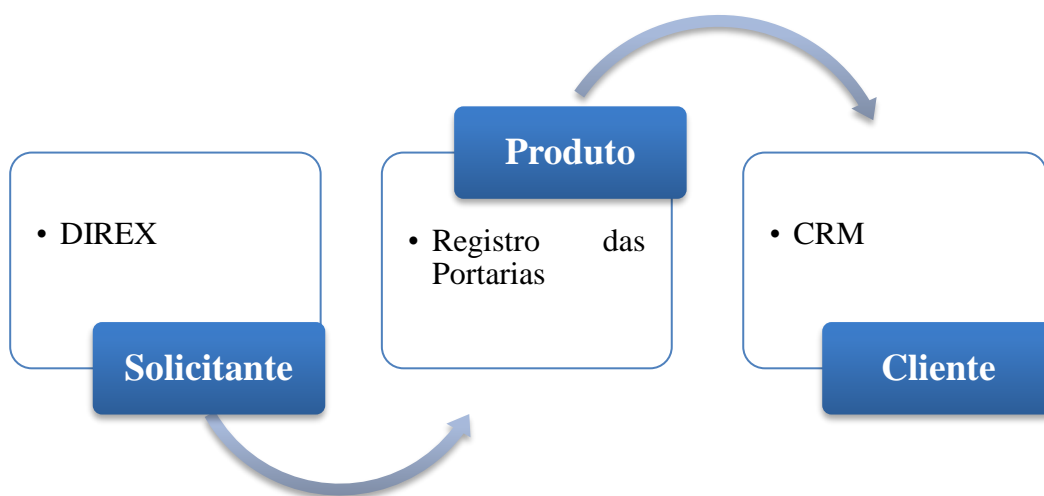 • DIREX
Solicitante
Produto
• Registro das
Portarias
• CRM
Cliente